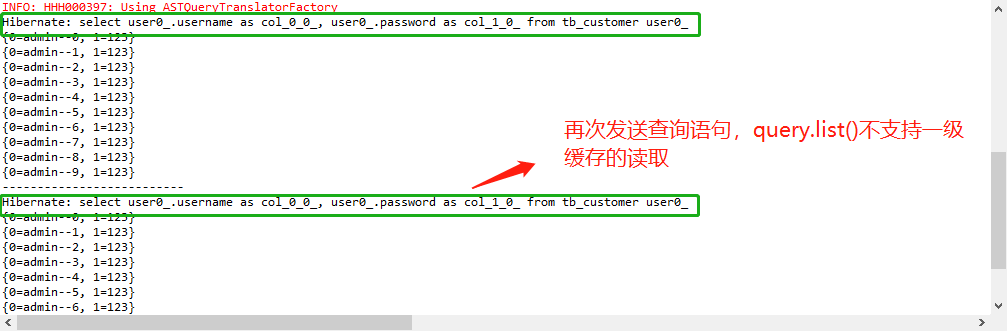 INFO: HHH000397: Using ASTQueryTranslatorFactory
Hibernate: select user0_.username as col_0_0_, user0_.password as col_1_0_ from tb_customer user0_
{0=admin--0, 1=123}
{0=admin--1, 1=123}
{0=admin--2, 1=123}
{0=admin--3, 1=123}
{0=admin--4, 1=123}
{0=admin--5, 1=123}
{0=admin--6, 1=123}
{0=admin--7, 1=123}
{0=admin--8, 1=123}
{0=admin--9, 1=123}
再次发送查询语句，query.list()不支持一级
缓存的读取
--------------------------
Hibernate: select user0_.username as col_0_0_, user0_.password as col_1_0_ from tb_customer user0_
{0=admin--0, 1=123}
{0=admin--1, 1=123}
{0=admin--2, 1=123}
{0=admin--3, 1=123}
{0=admin--4, 1=123}
{0=admin--5, 1=123}
{0=admin--6, 1=123}